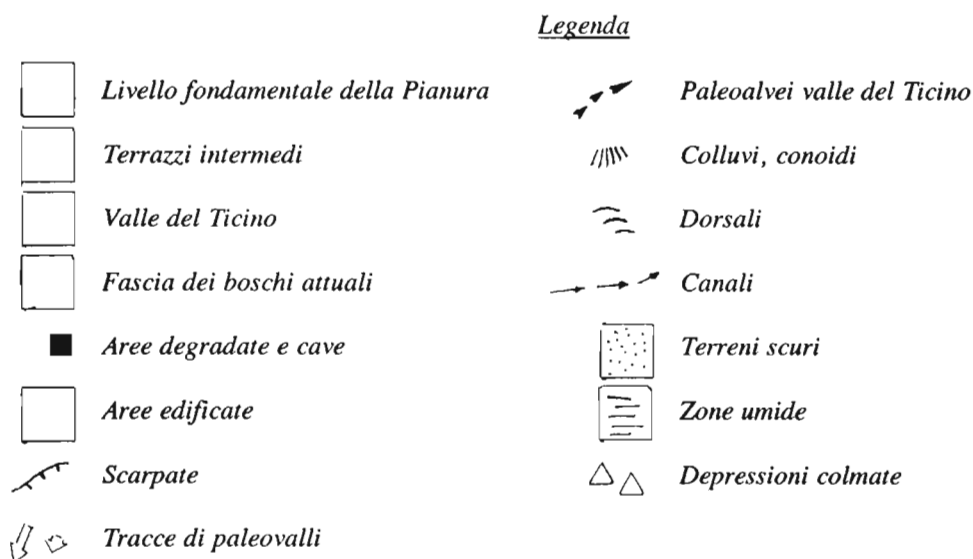 Legenda
Livello fondamentale della Pianura
Terrazzi intermedi
Valle del Ticino
Fascia dei boschi attuali
Aree degradate e cave
Aree edificate
Scarpate
Tracce di paleovalli
Paleoalvei valle del Ticino
Colluvi, conoidi
Dorsali
Canali
Terreni scuri
Zone umide
Depressioni colmate